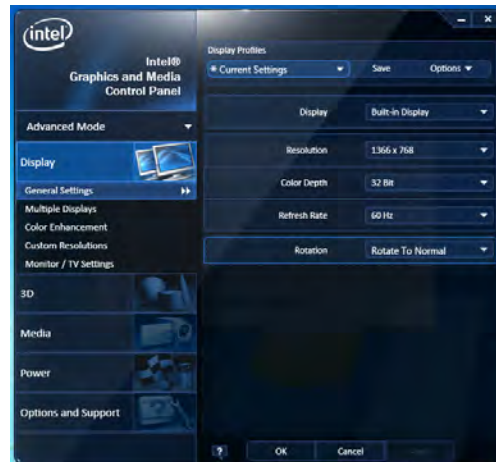 intel
Intel®
Graphics and Media
Control Panel
Advanced Mode
Display
General Settings
Multiple Displays
Color Enhancement
Custom Resolutions
Monitor / TV Settings
3D
Media
Power
Options and Support
Display Profiles
* Current Settings
Save
Options
Display
Built-in Display
Resolution
1366 x 768
Color Depth
32 Bit
Refresh Rate
60 Hz
Rotation
Rotate To Normal
?
OK
Cancel